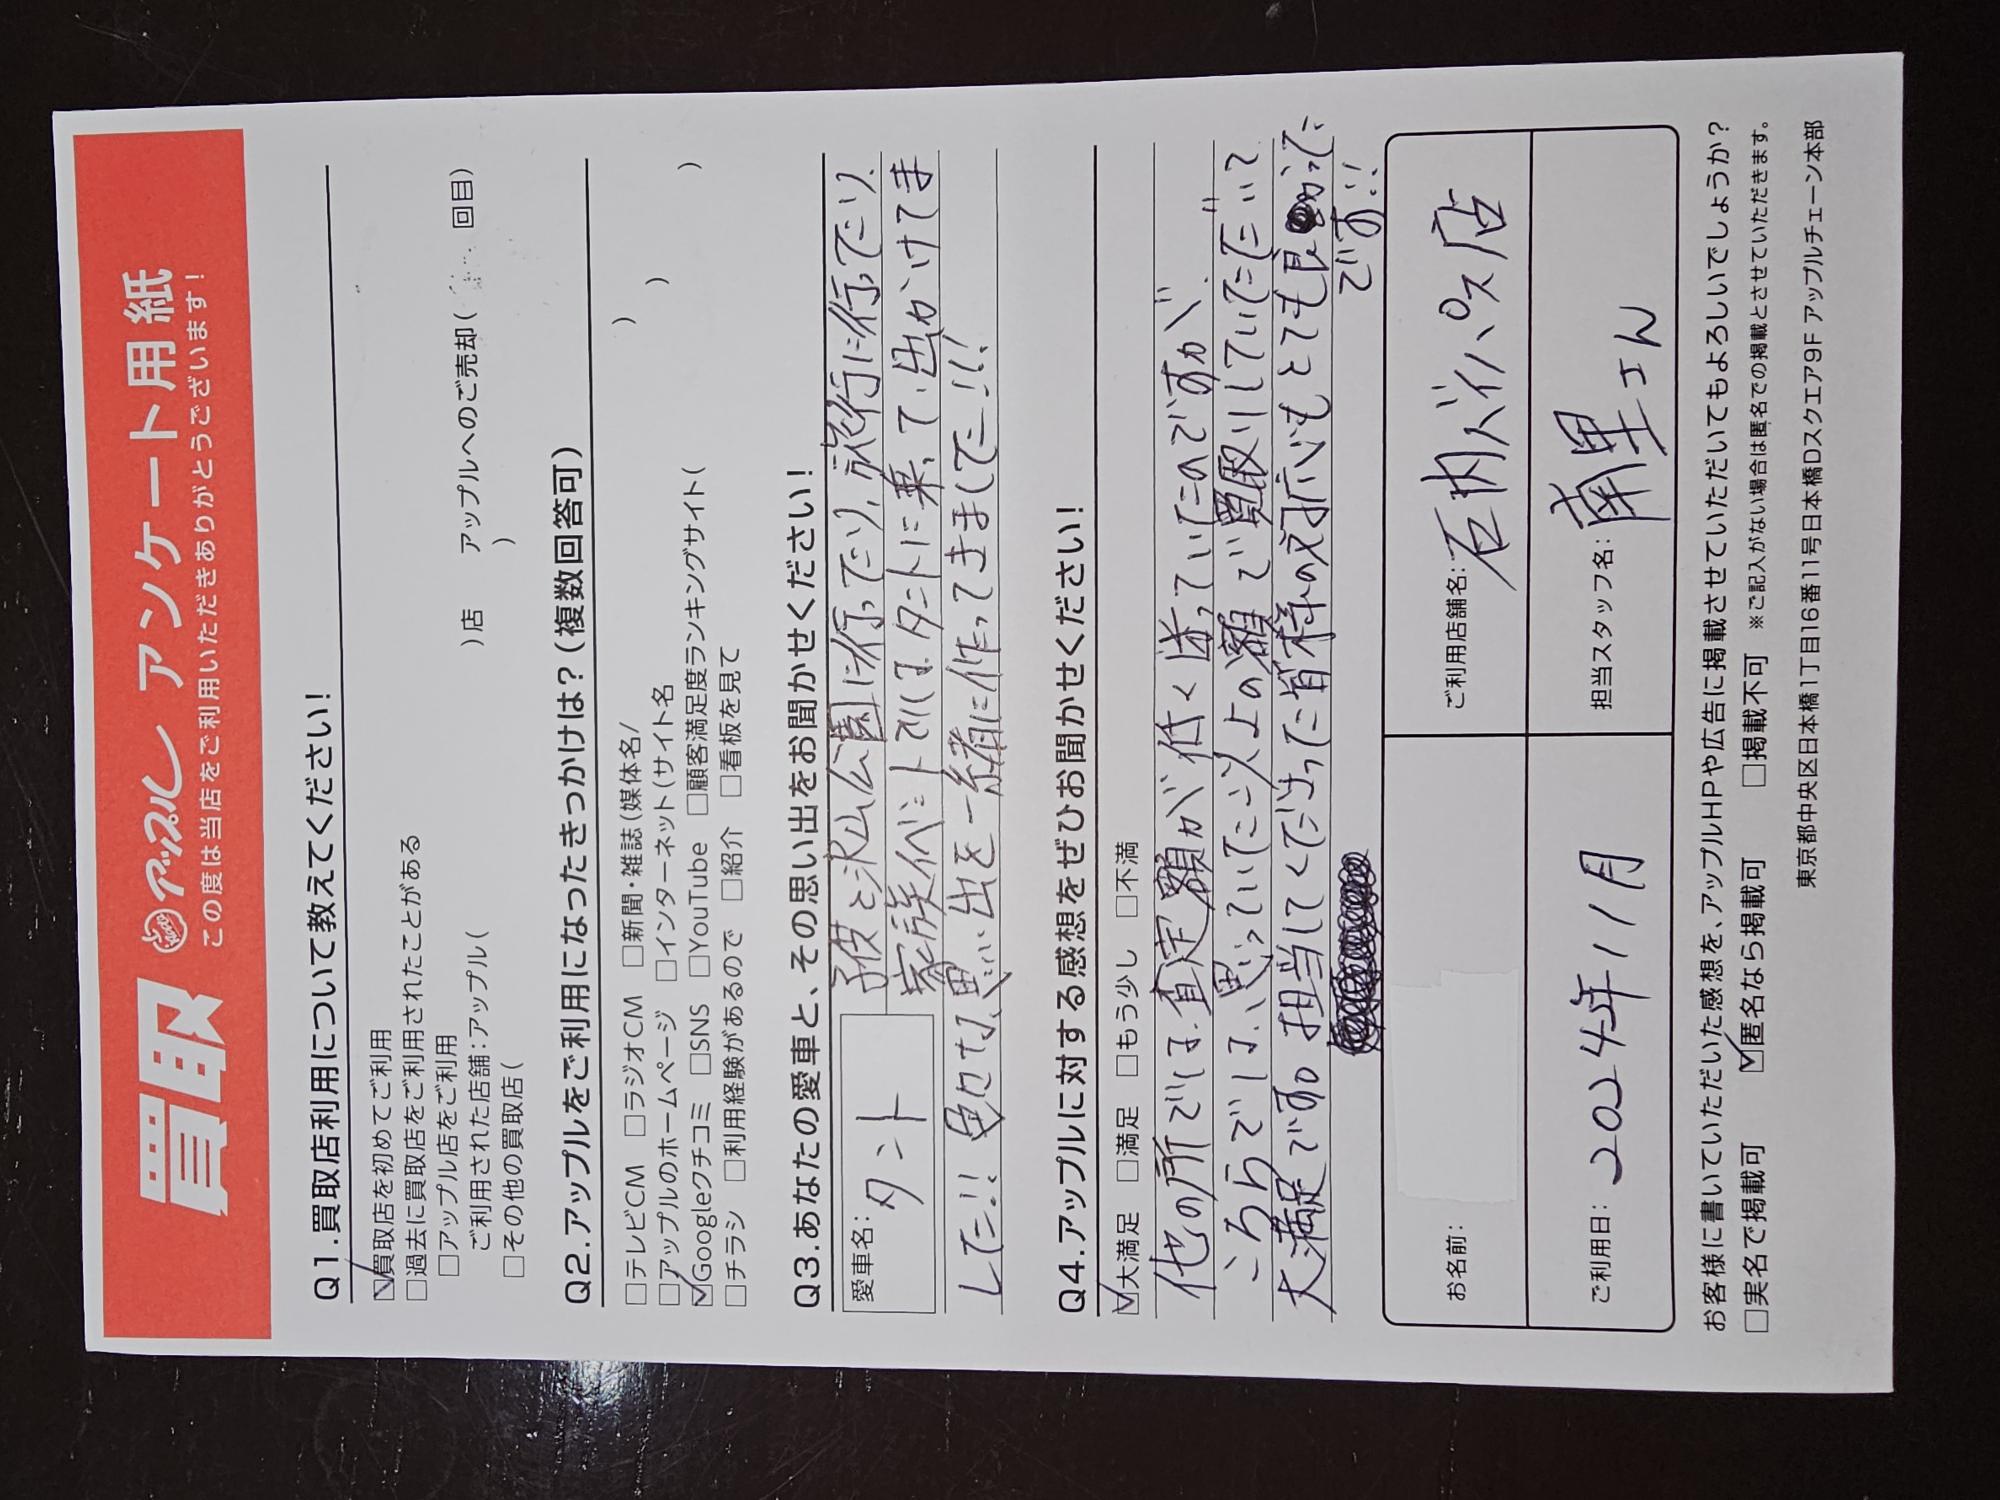 買取 アップル アンケート用紙
この度は当店をご利用いただきありがとうございます!
Q1.買取店利用について教えてください!
☑買取店を初めてご利用
□過去に買取店をご利用されたことがある
□アップル店をご利用
ご利用された店舗:アップル( )店 アップルへのご売却( 回目)
□その他の買取店( )
Q2.アップルをご利用になったきっかけは?(複数回答可)
□テレビCM □ラジオCM □新聞・雑誌(媒体名/ )
□アップルのホームページ □インターネット(サイト名 )
☑Googleクチコミ □SNS □YouTube □顧客満足度ランキングサイト( )
□チラシ □利用経験があるので □紹介 □看板を見て
Q3.あなたの愛車と、その思い出をお聞かせください!
愛車名: タント
子供と沢山公園に行ってたり、旅行に行ってたり、
家族イベントではタントに乗って、出かけてま
した!! 色々な、思い出を一緒に作ってきました!!!
Q4.アップルに対する感想をぜひお聞かせください!
☑大満足 □満足 □もう少し □不満
他の所では査定額が低く困っていたのですが、
こちらでは、思っていた以上の額で買取りしていただいて
大満足です。担当してくださった皆様の対応もとても良かって、
です!!
お名前:
ご利用店舗名: 石内バイパス店
ご利用日: 2024年11月
担当スタッフ名: 南里エん
お客様に書いていただいた感想を、アップルHPや広告に掲載させていただいてもよろしいでしょうか?
□実名で掲載可 ☑匿名なら掲載可 □掲載不可 ※ご記入がない場合は匿名での掲載とさせていただきます。
東京都中央区日本橋1丁目16番11号日本橋Dスクエア9F アップルチェーン本部